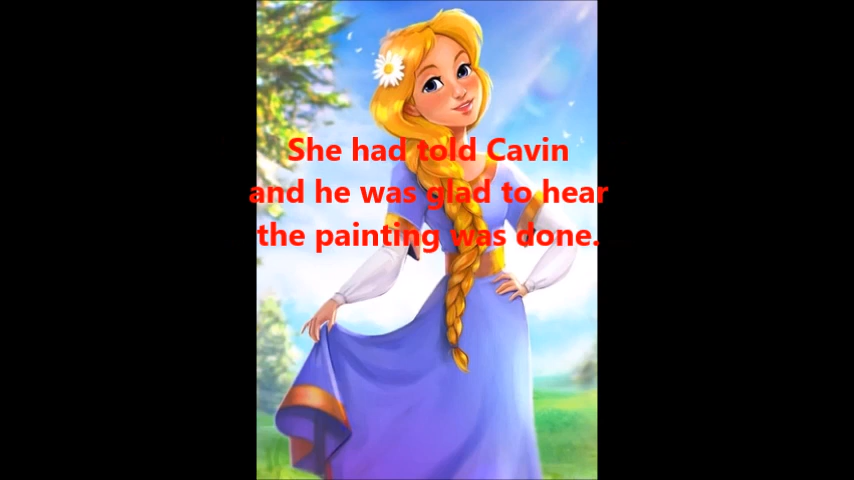 She had told Cavin
and he was glad to hear
the painting was done.